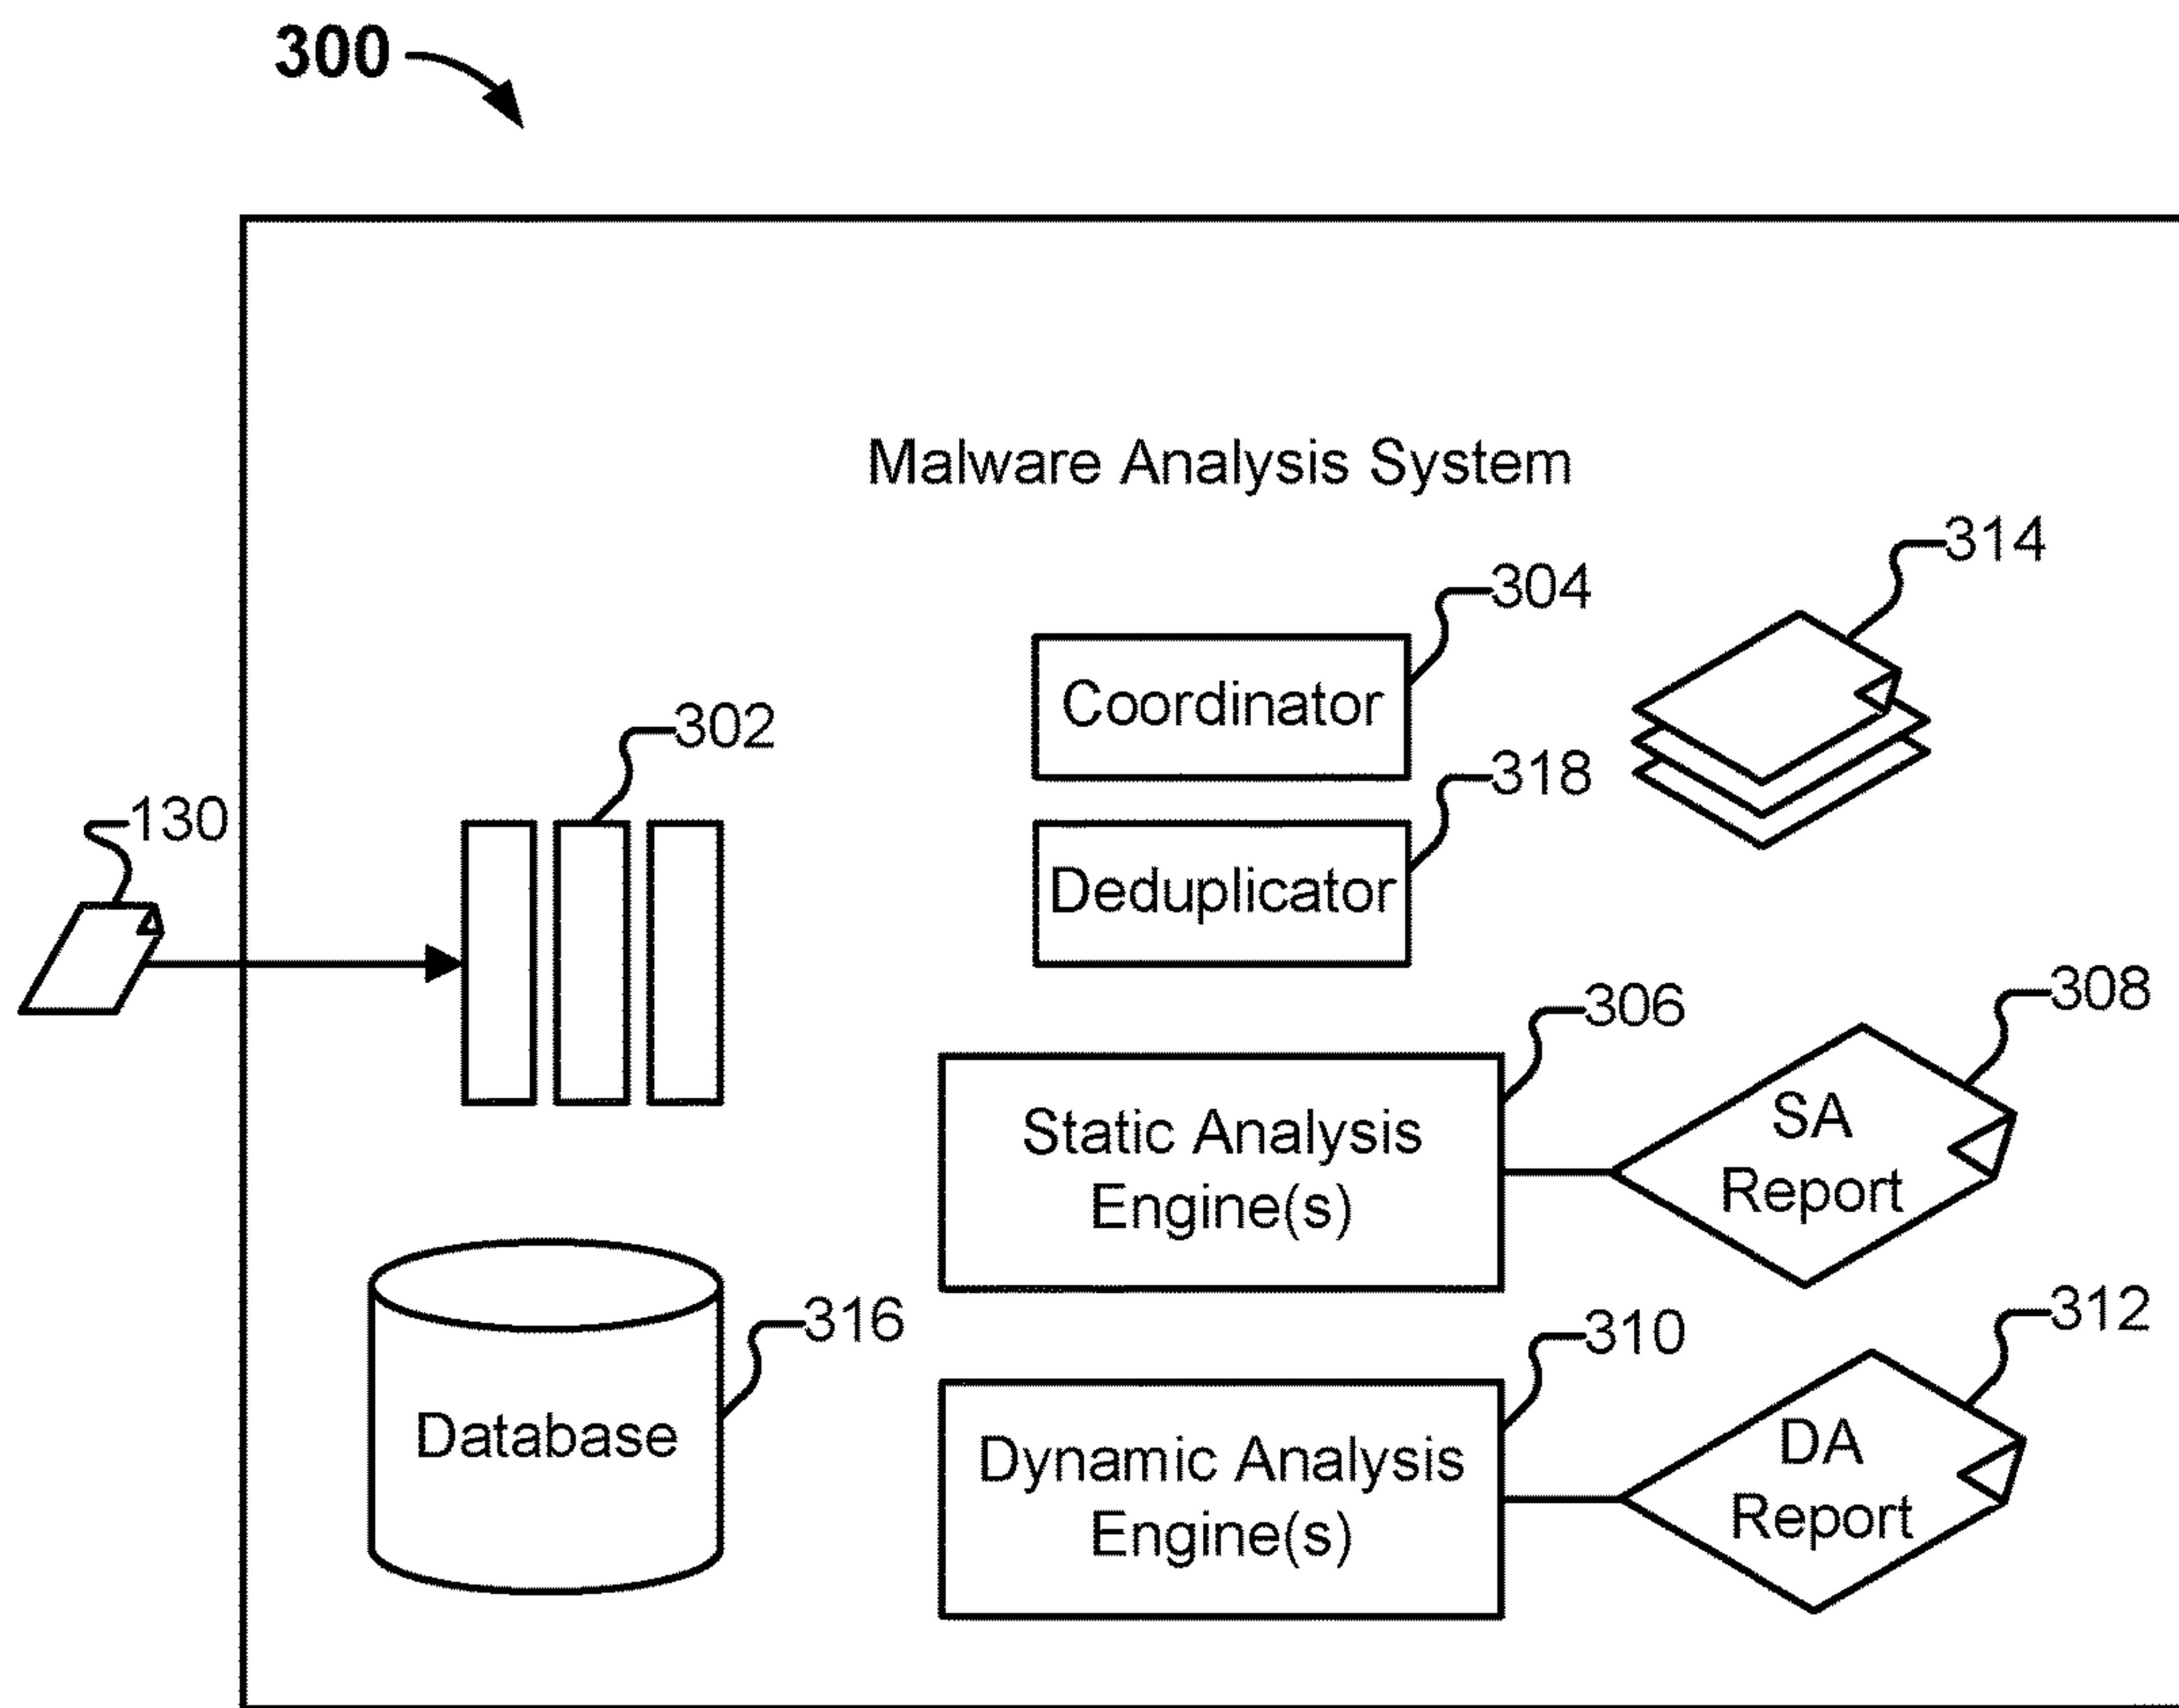 300
Malware Analysis System
314
304
Coordinator
302
318
130
Deduplicator
306
308
Static Analysis
Engine(s)
SA
Report
316
310
312
Database
Dynamic Analysis
Engine(s)
DA
Report